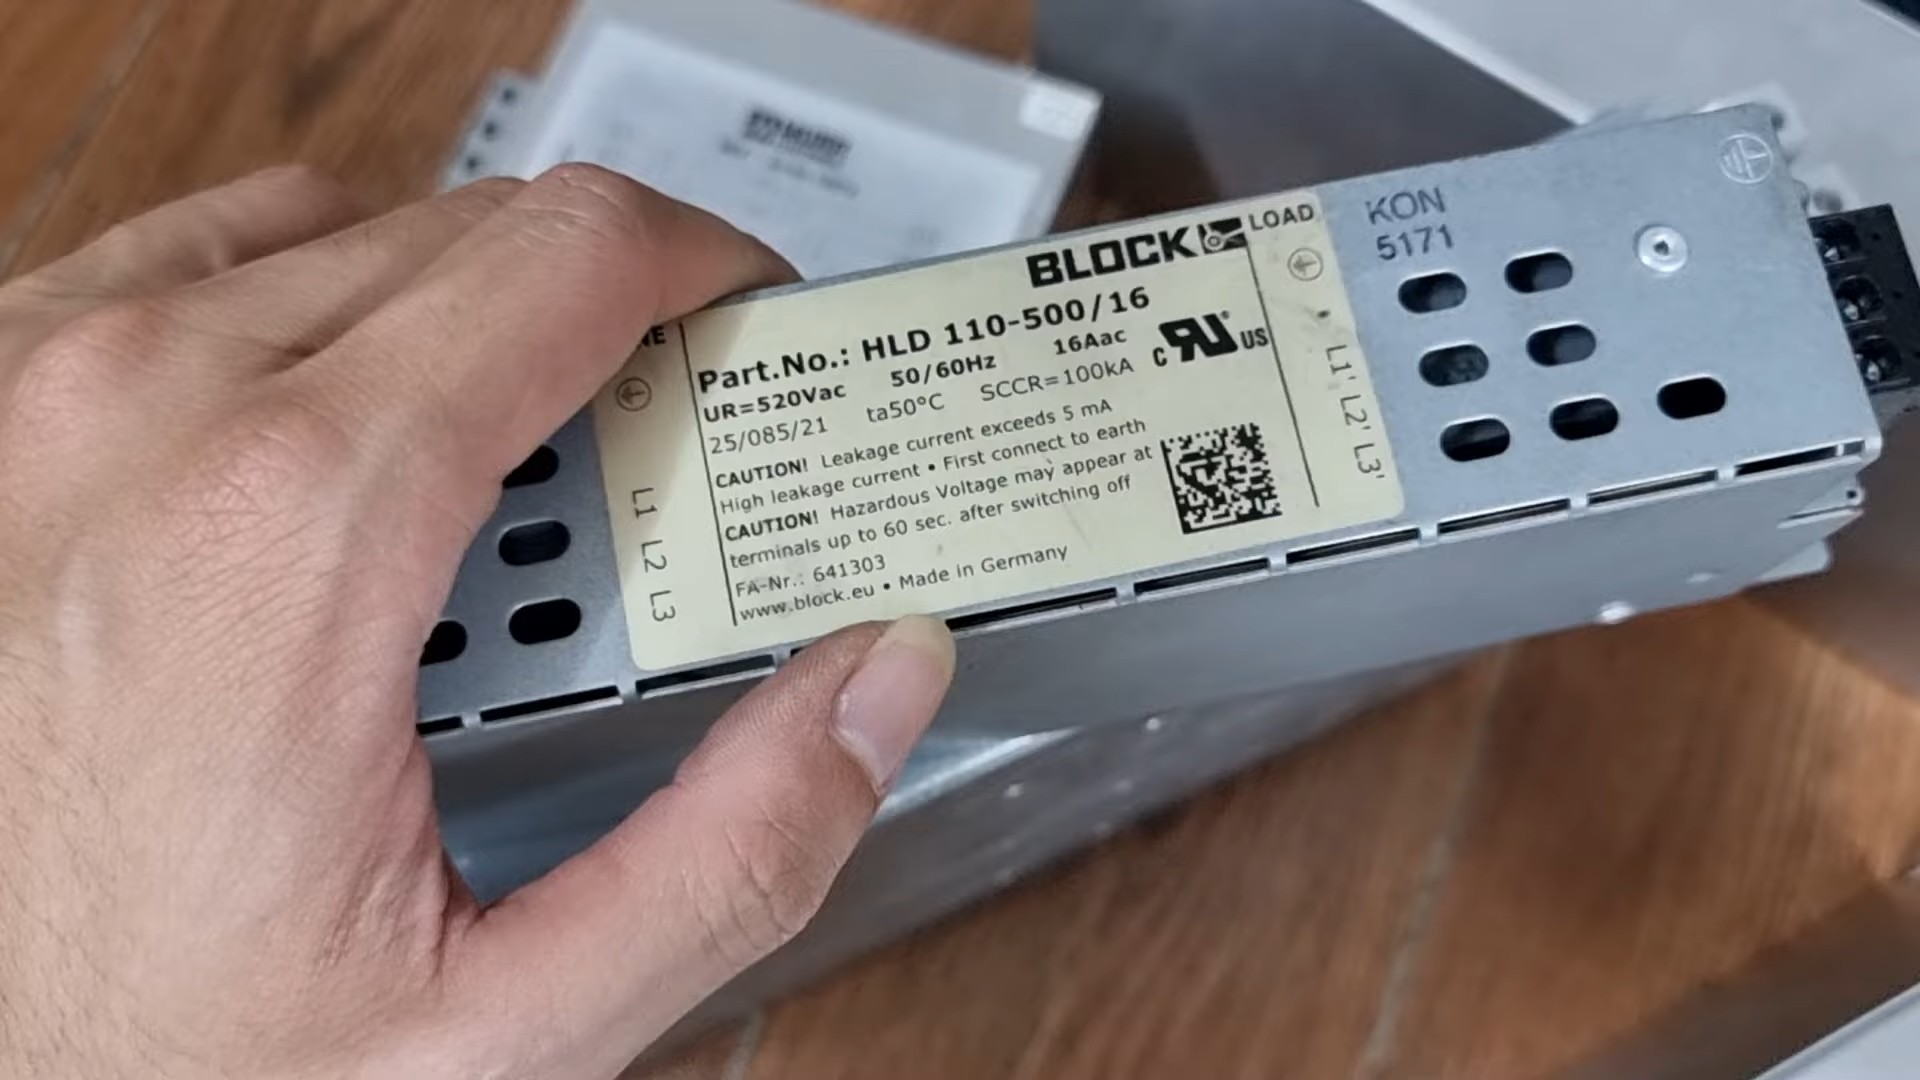 BLOCK
LOAD
Part.No.: HLD 110-500/16
UR=520Vac 50/60Hz 16Aac
25/085/21 ta50°C SCCR=100kA
C US
CAUTION! Leakage current exceeds 5 mA
High leakage current • First connect to earth
CAUTION! Hazardous Voltage may appear at
terminals up to 60 sec. after switching off
FA-Nr.: 641303
www.block.eu • Made in Germany
L1 L2 L3
L1' L2' L3'
KON
5171